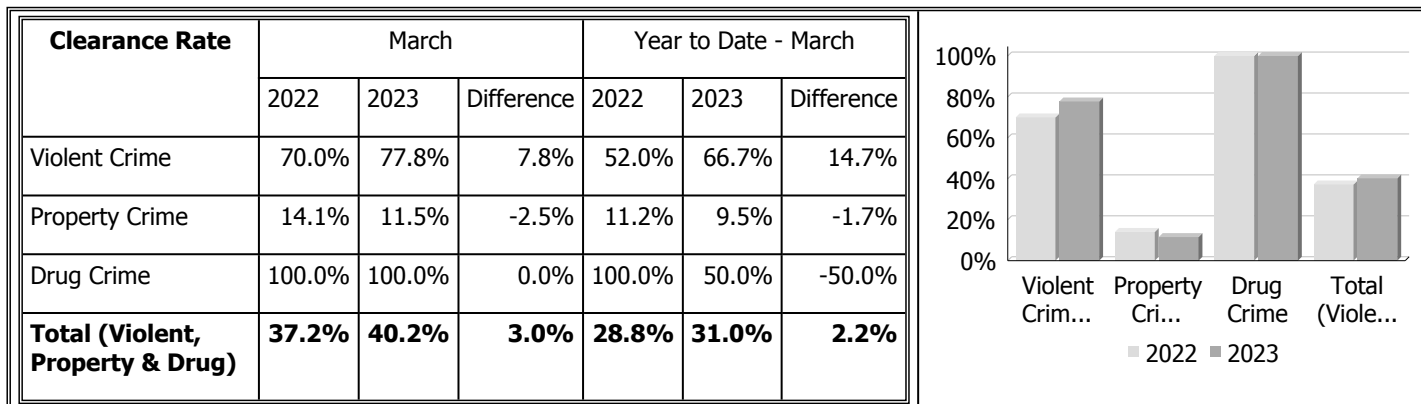 Clearance Rate March Year to Date - March
2022 2023 Difference 2022 2023 Difference
Violent Crime 70.0% 77.8% 7.8% 52.0% 66.7% 14.7%
Property Crime 14.1% 11.5% -2.5% 11.2% 9.5% -1.7%
Drug Crime 100.0% 100.0% 0.0% 100.0% 50.0% -50.0%
Total (Violent, 37.2% 40.2% 3.0% 28.8% 31.0% 2.2%
Property & Drug)
100%
80%
60%
40%
20%
0%
Violent Property Drug Total
Crim... Cri... Crime (Viole...
2022 2023